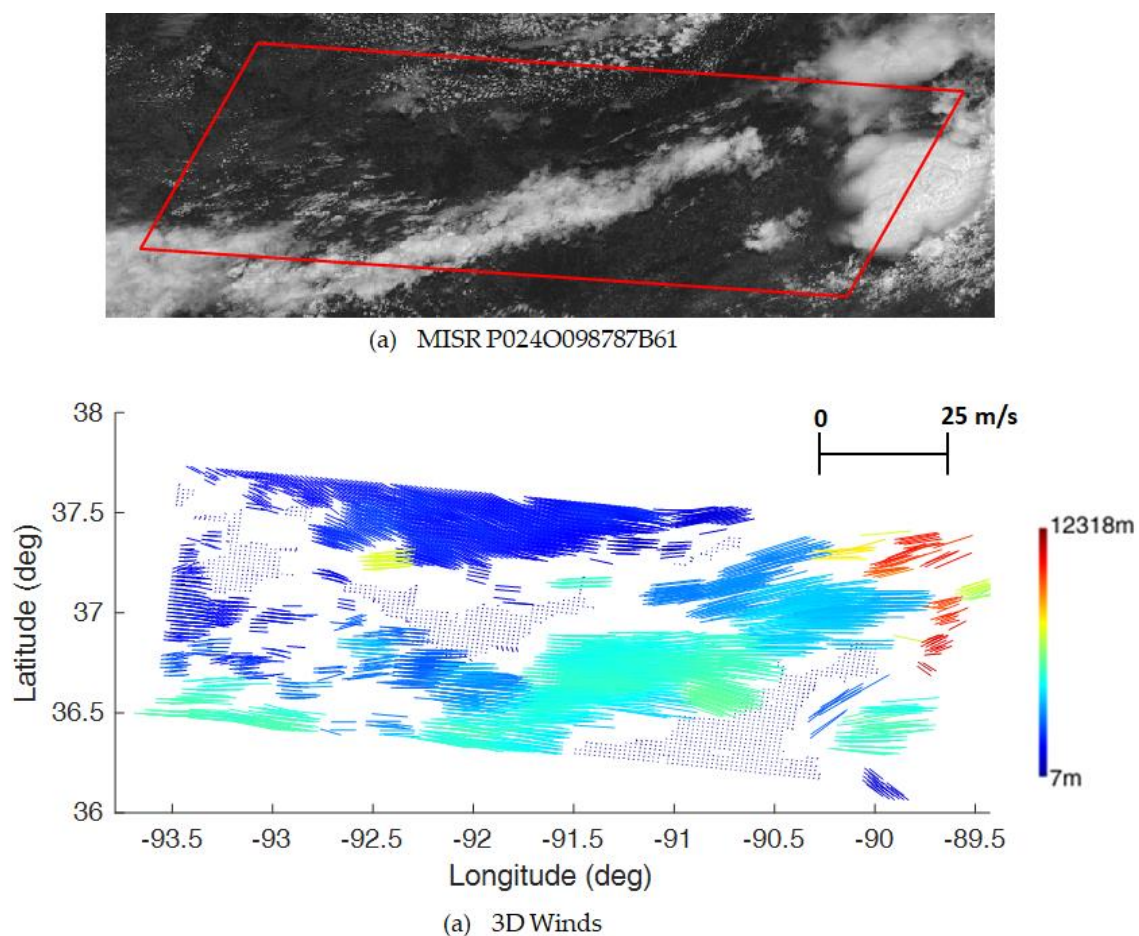 (a) MISR P024O098787B61
0 25 m/s
38
37.5
37
36.5
36
Latitude (deg)
12318m
7m
-93.5 -93 -92.5 -92 -91.5 -91 -90.5 -90 -89.5
Longitude (deg)
(a) 3D Winds